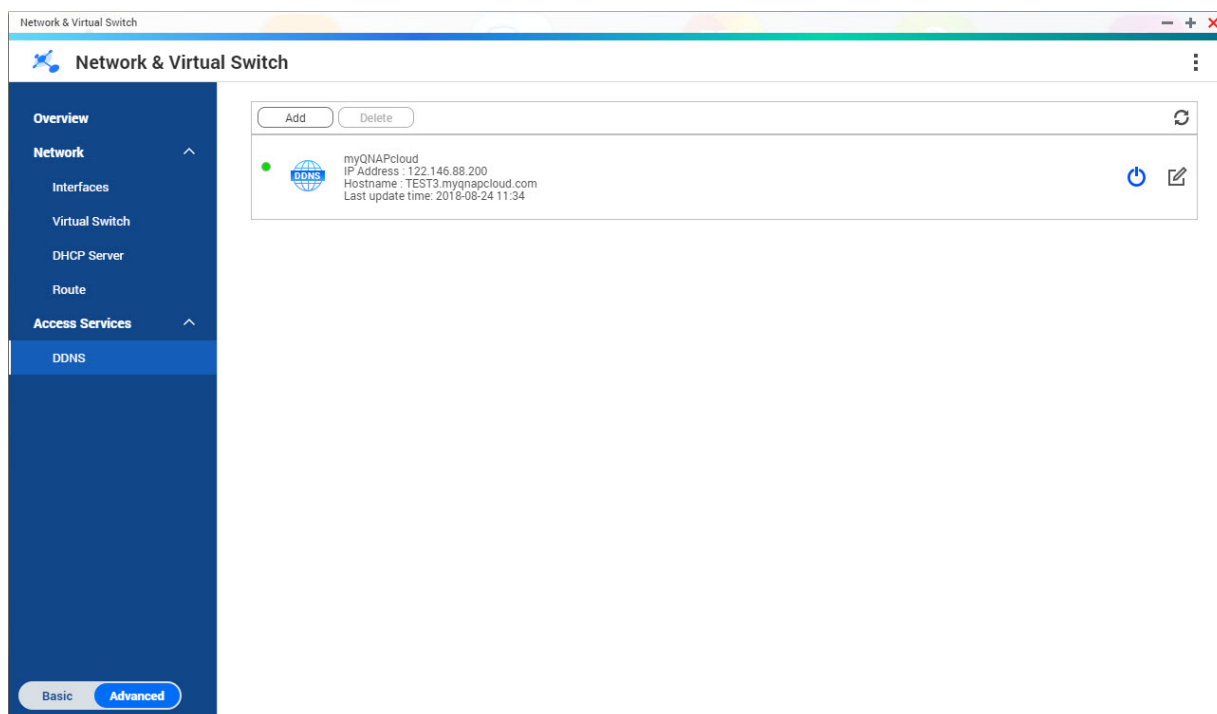 Network & Virtual Switch
Network & Virtual Switch
Overview
Network
Interfaces
Virtual Switch
DHCP Server
Route
Access Services
DDNS
Basic Advanced
Add Delete
DDNS
myQNAPcloud
IP Address : 122.146.88.200
Hostname : TEST3.myqnapcloud.com
Last update time: 2018-08-24 11:34